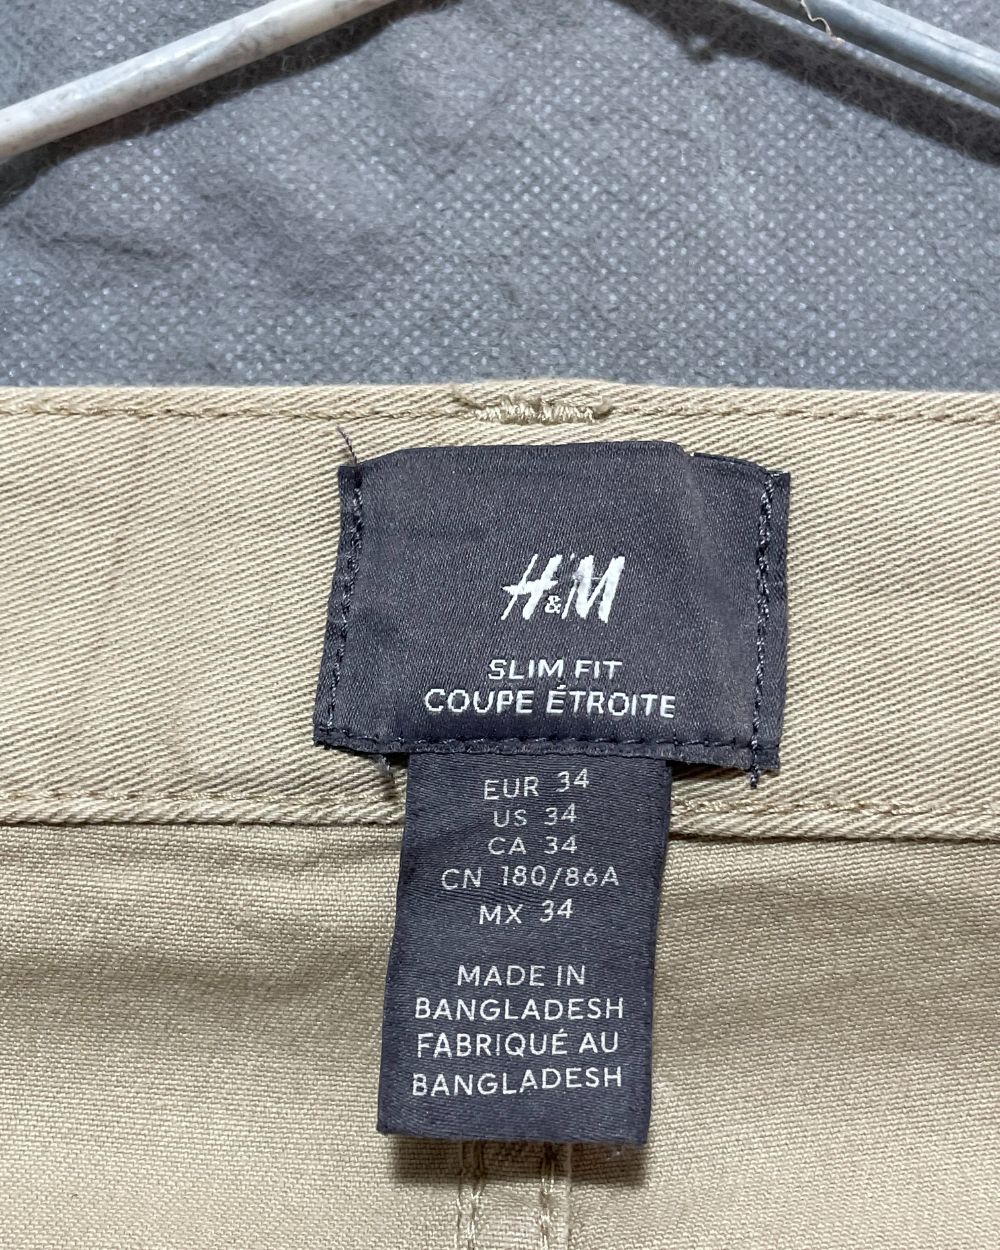 H&M
SLIM FIT
COUPE ÉTROITE
EUR 34
US 34
CA 34
CN 180/86A
MX 34
MADE IN
BANGLADESH
FABRIQUÉ AU
BANGLADESH